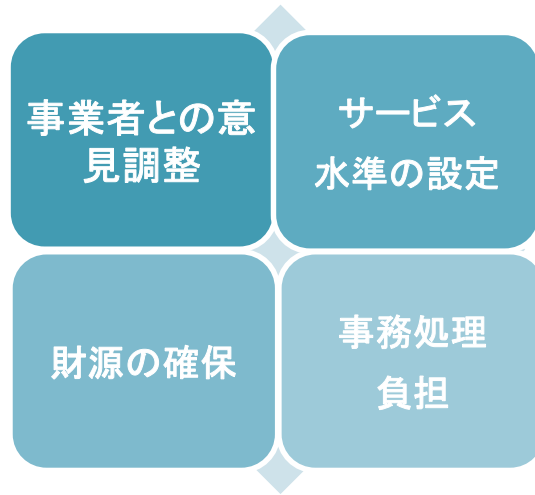 事業者との意
見調整
サービス
水準の設定
財源の確保
事務処理
負担